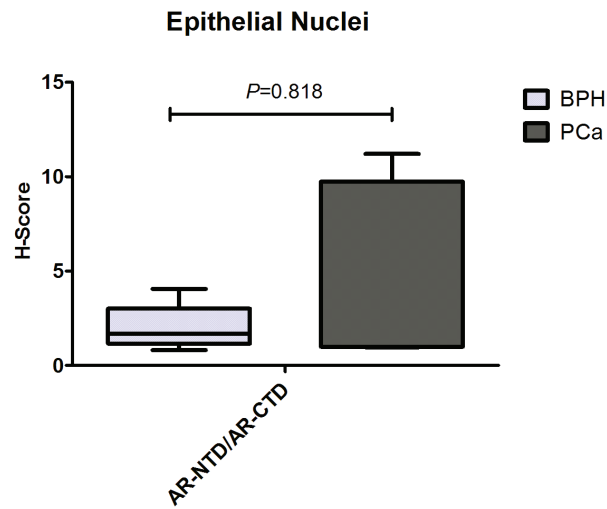 Epithelial Nuclei
P=0.818
BPH
PCa
H-Score
15
10
5
0
AR-NTD/AR-CTD